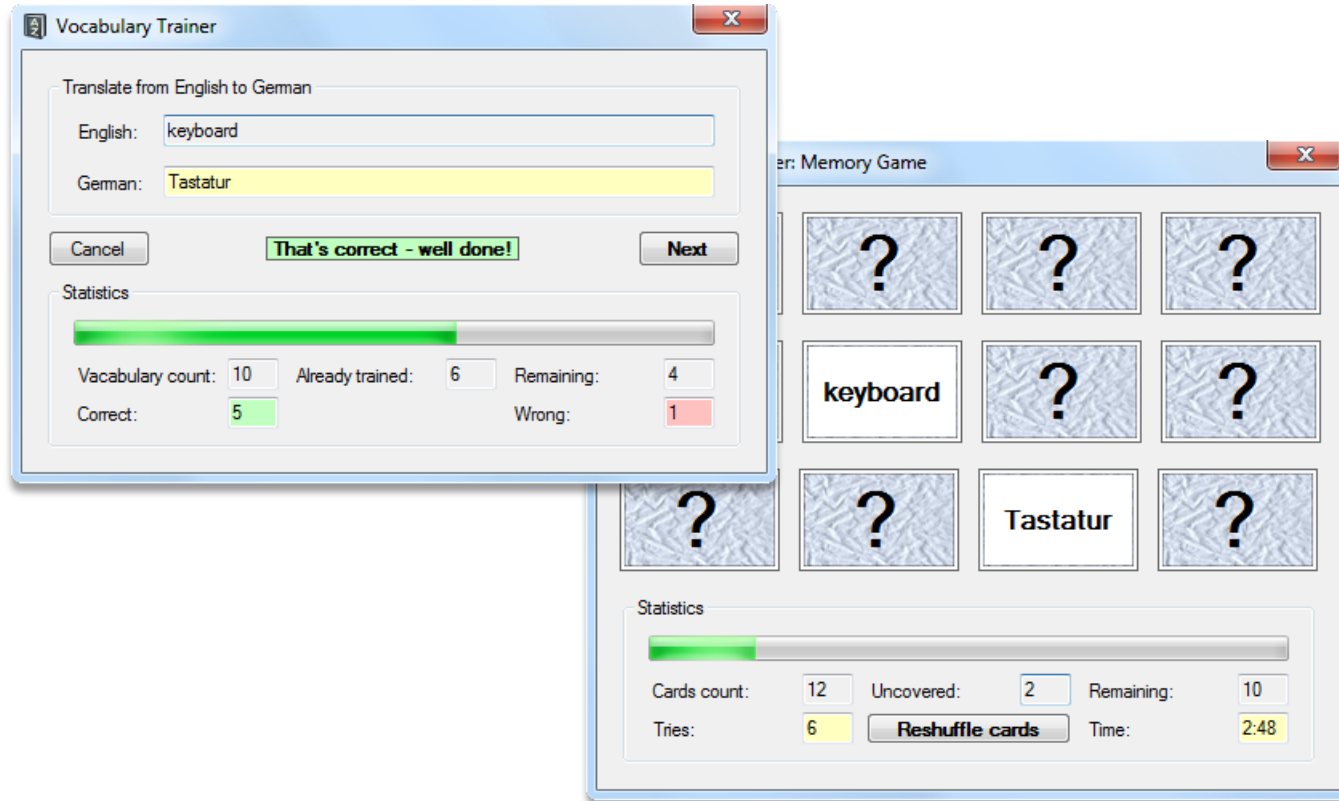 Vocabulary Trainer
Translate from English to German
English: keyboard
German: Tastatur
Cancel That's correct - well done! Next
Statistics
Vacabulary count: 10 Already trained: 6 Remaining: 4
Correct: 5 Wrong: 1
er: Memory Game
? ? ?
keyboard ? ?
? ? Tastatur ?
Statistics
Cards count: 12 Uncovered: 2 Remaining: 10
Tries: 6 Reshuffle cards Time: 2:48